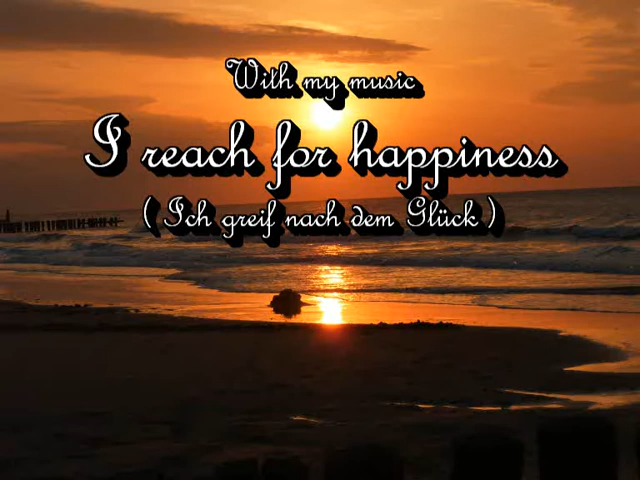 With my music
I reach for happiness
( Ich greif nach dem Glück )